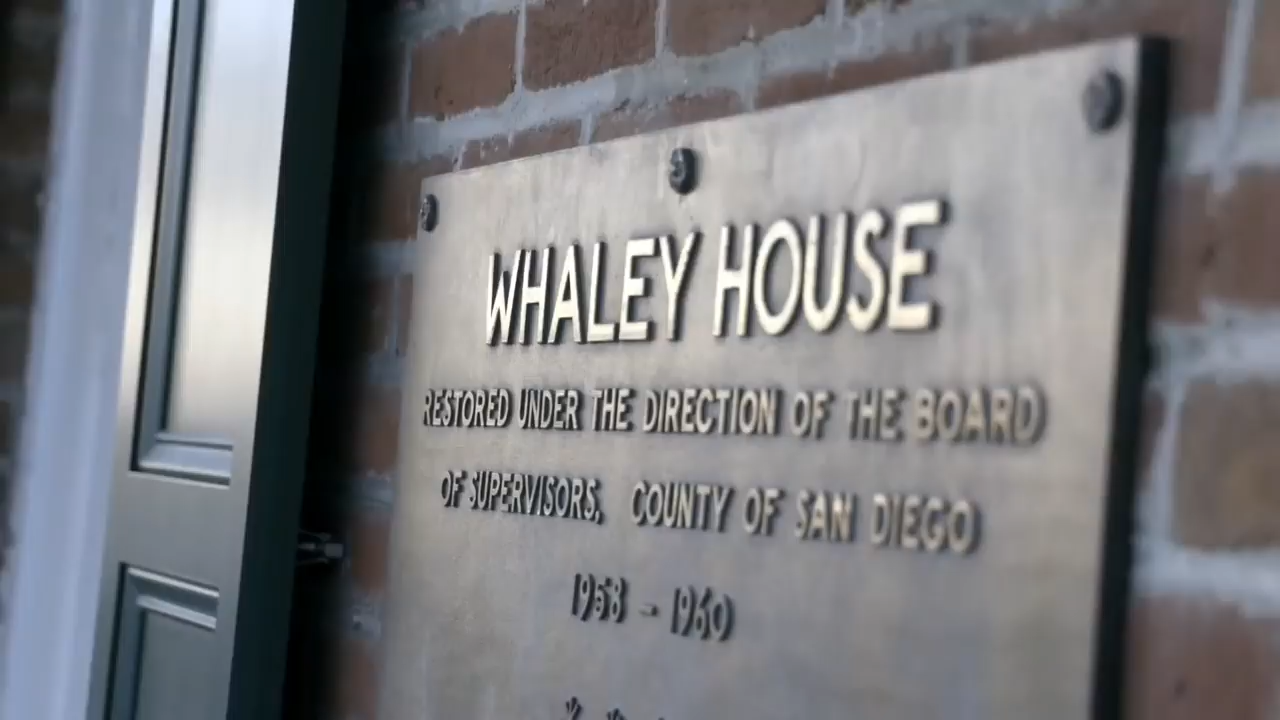 WHALEY HOUSE
RESTORED UNDER THE DIRECTION OF THE BOARD
OF SUPERVISORS, COUNTY OF SAN DIEGO
1958 - 1960